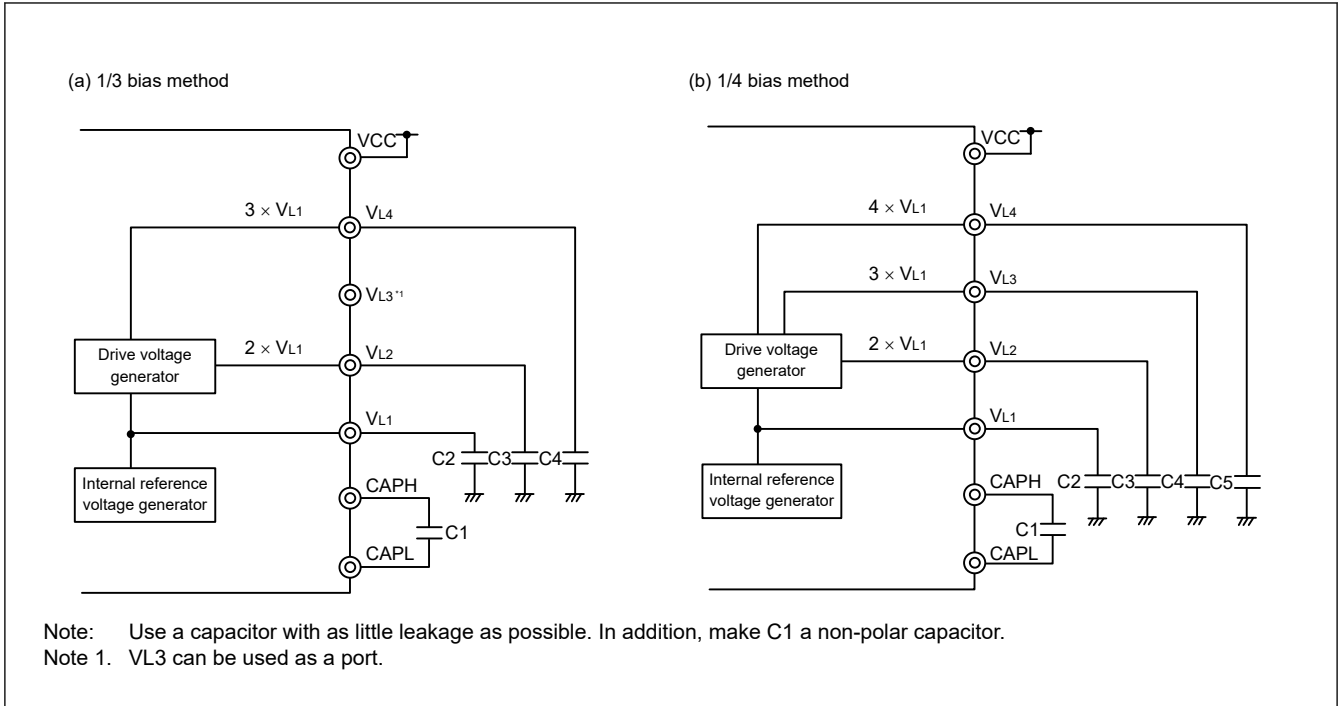 (a) 1/3 bias method
VCC
3 × VL1
VL4
VL3 *1
Drive voltage
generator
2 × VL1
VL2
VL1
C2 C3 C4
Internal reference
voltage generator
CAPH
C1
CAPL
(b) 1/4 bias method
VCC
4 × VL1
VL4
3 × VL1
VL3
Drive voltage
generator
2 × VL1
VL2
VL1
Internal reference
voltage generator
CAPH
C2 C3 C4 C5
C1
CAPL
Note: Use a capacitor with as little leakage as possible. In addition, make C1 a non-polar capacitor.
Note 1. VL3 can be used as a port.